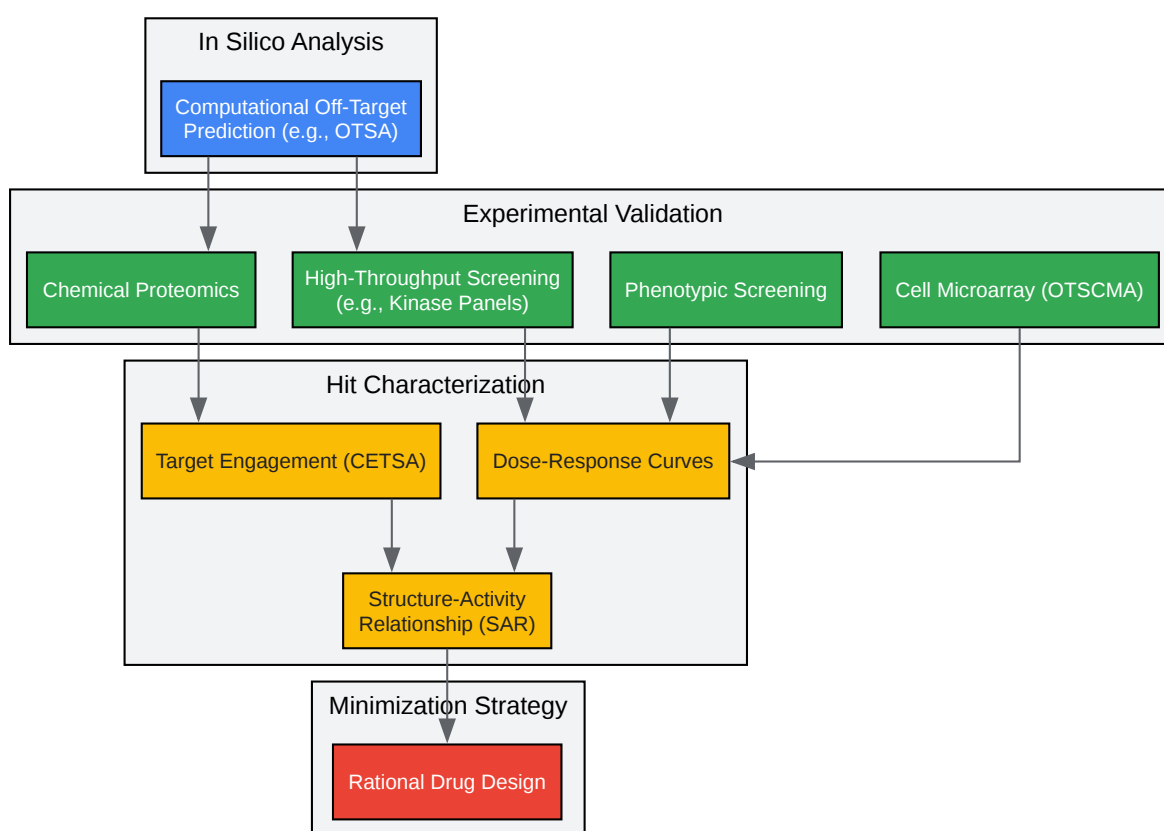 In Silico Analysis
Computational Off-Target
Prediction (e.g., OTSA)
Experimental Validation
Chemical Proteomics
High-Throughput Screening
(e.g., Kinase Panels)
Phenotypic Screening
Cell Microarray (OTSCMA)
Hit Characterization
Target Engagement (CETSA)
Dose-Response Curves
Structure-Activity
Relationship (SAR)
Minimization Strategy
Rational Drug Design